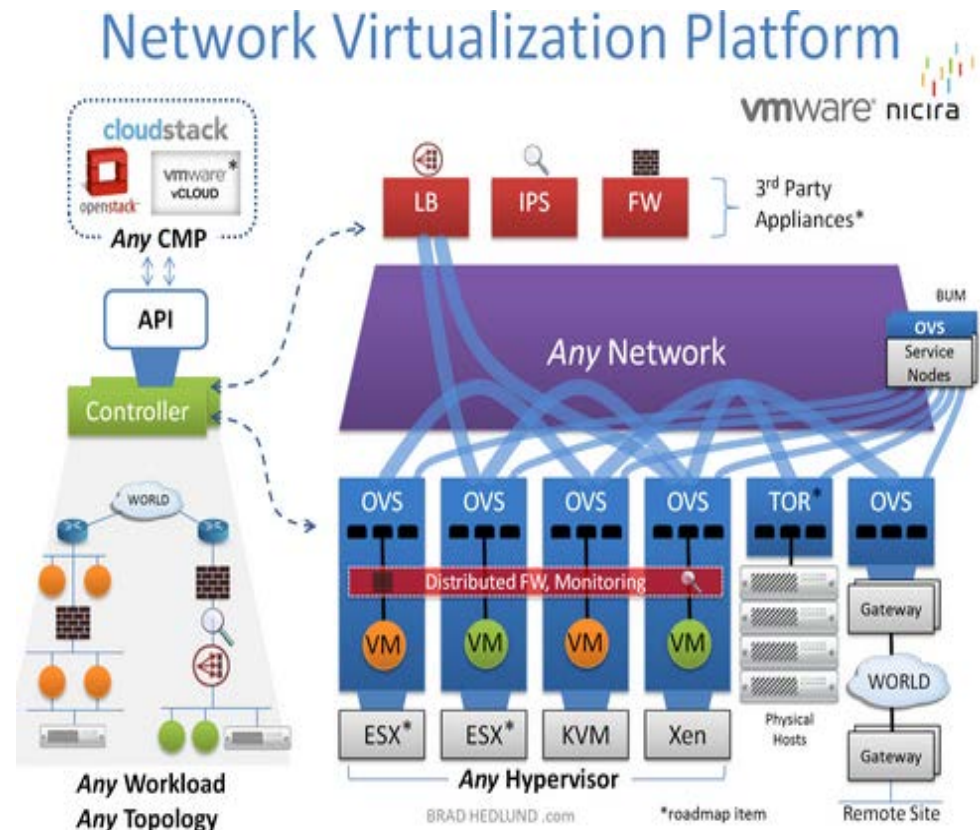 Network Virtualization Platform
vmware® nicira
cloudstack
openstack™
vmware*
vCLOUD
Any CMP
API
Controller
WORLD
Any Workload
Any Topology
LB
IPS
FW
3rd Party
Appliances*
Any Network
BUM
OVS
Service
Nodes
OVS
OVS
OVS
OVS
TOR*
OVS
Distributed FW, Monitoring
VM
VM
VM
VM
Gateway
WORLD
Gateway
Remote Site
Physical
Hosts
ESX*
ESX*
KVM
Xen
Any Hypervisor
BRAD HEDLUND .com
*roadmap item